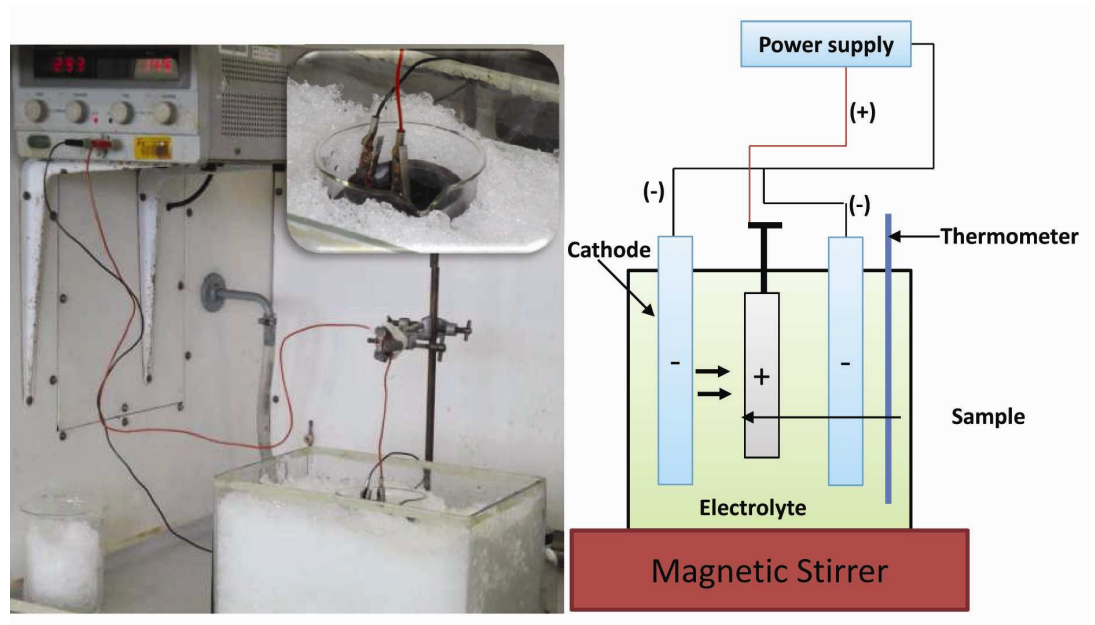 Power supply
(+)
(-)
(-)
Cathode
Thermometer
-
+
-
Sample
Electrolyte
Magnetic Stirrer